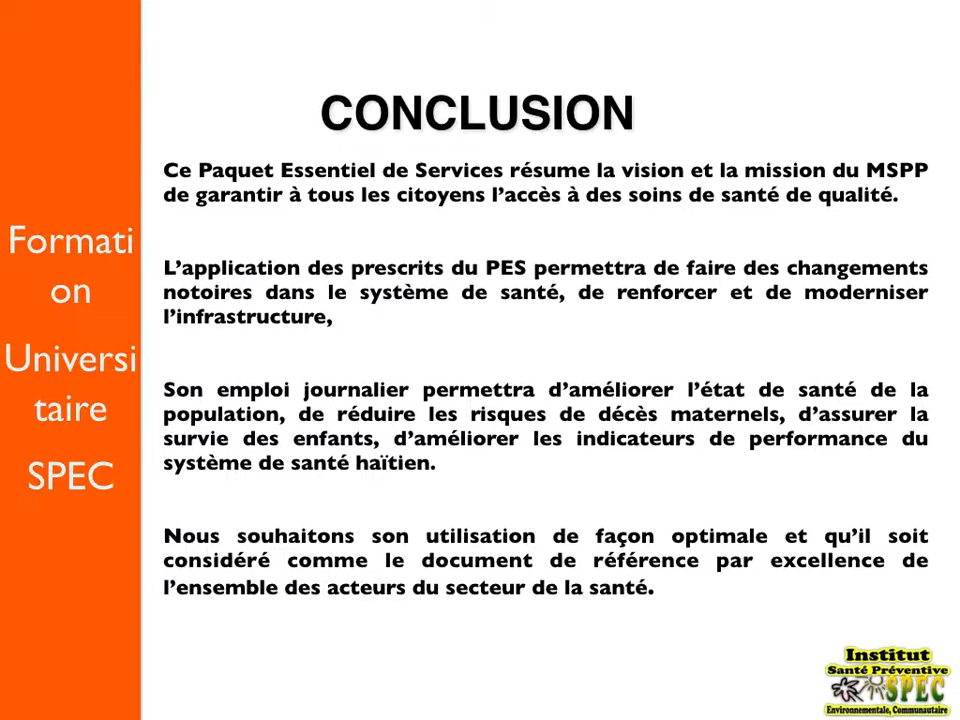 CONCLUSION
Ce Paquet Essentiel de Services résume la vision et la mission du MSPP
de garantir à tous les citoyens l’accès à des soins de santé de qualité.
L’application des prescrits du PES permettra de faire des changements
notoires dans le système de santé, de renforcer et de moderniser
l’infrastructure,
Son emploi journalier permettra d’améliorer l’état de santé de la
population, de réduire les risques de décès maternels, d’assurer la
survie des enfants, d’améliorer les indicateurs de performance du
système de santé haïtien.
Nous souhaitons son utilisation de façon optimale et qu’il soit
considéré comme le document de référence par excellence de
l’ensemble des acteurs du secteur de la santé.
Formati
on
Universi
taire
SPEC
Institut
Santé Préventive
SPEC
Environnementale, Communautaire